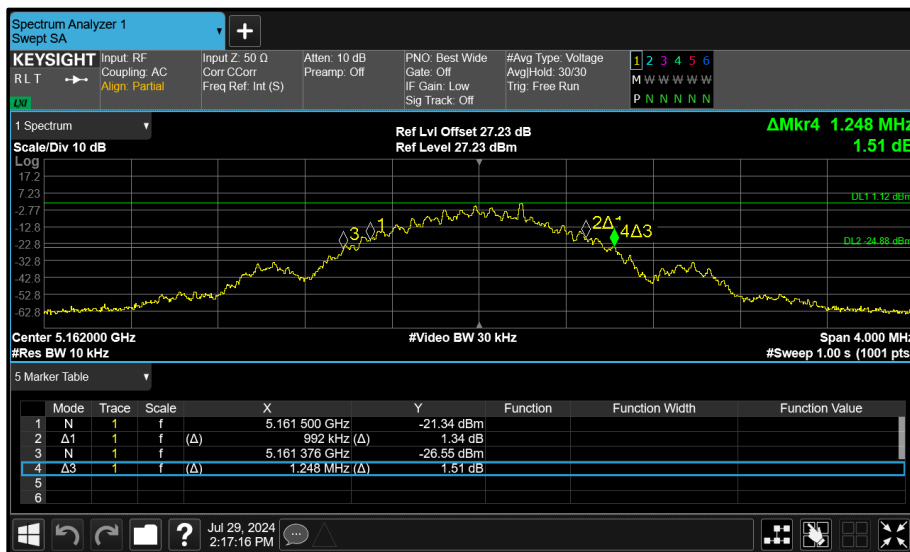 Spectrum Analyzer 1
Swept SA
KEYSIGHT
R L T
LXI
Input: RF
Coupling: AC
Align: Partial
Input Z: 50 Ω
Corr CCorr
Freq Ref: Int (S)
Atten: 10 dB
Preamp: Off
PNO: Best Wide
Gate: Off
IF Gain: Low
Sig Track: Off
#Avg Type: Voltage
Avg|Hold: 30/30
Trig: Free Run
1 2 3 4 5 6
M W W W W W
P N N N N N
1 Spectrum
Scale/Div 10 dB
Ref Lvl Offset 27.23 dB
Ref Level 27.23 dBm
ΔMkr4 1.248 MHz
1.51 dB
Log
17.2
7.23
-2.77
-12.8
-22.8
-32.8
-42.8
-52.8
-62.8
DL1 1.12 dBm
DL2 -24.88 dBm
3
1
2Δ1
4Δ3
Center 5.162000 GHz
#Video BW 30 kHz
Span 4.000 MHz
#Res BW 10 kHz
#Sweep 1.00 s (1001 pts
5 Marker Table
Mode Trace Scale X Y Function Function Width Function Value
1 N 1 f 5.161 500 GHz -21.34 dBm
2 Δ1 1 f (Δ) 992 kHz (Δ) 1.34 dB
3 N 1 f 5.161 376 GHz -26.55 dBm
4 Δ3 1 f (Δ) 1.248 MHz (Δ) 1.51 dB
5
6
?
Jul 29, 2024
2:17:16 PM